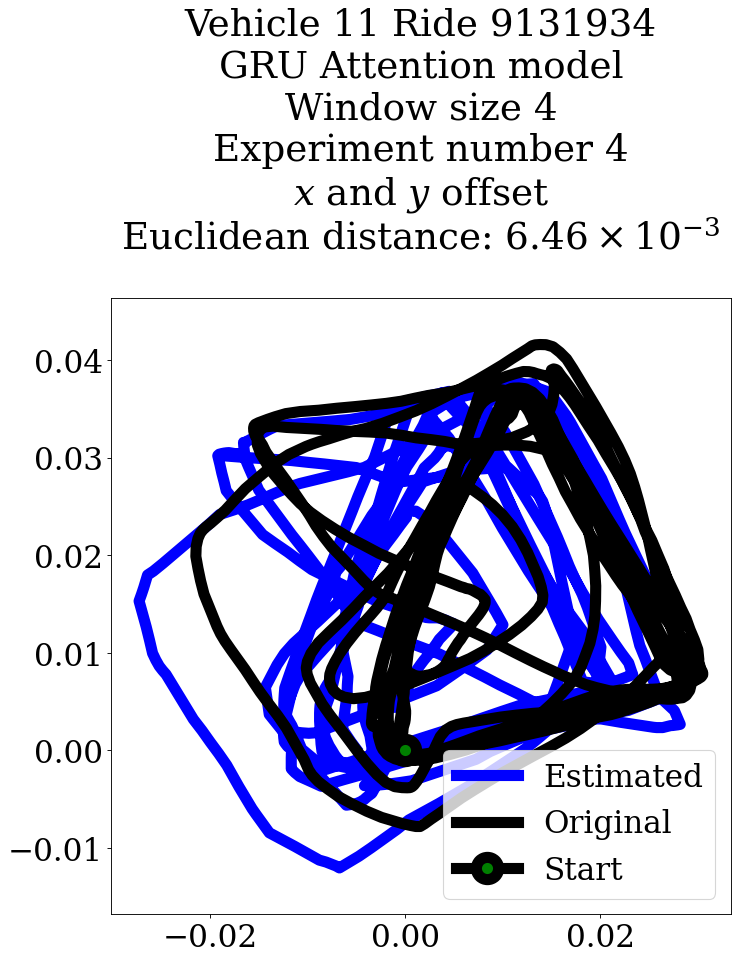 Vehicle 11 Ride 9131934
GRU Attention model
Window size 4
Experiment number 4
x and y offset
Euclidean distance: 6.46 × 10⁻³
0.04
0.03
0.02
0.01
0.00
−0.01
−0.02
0.00
0.02
Estimated
Original
Start